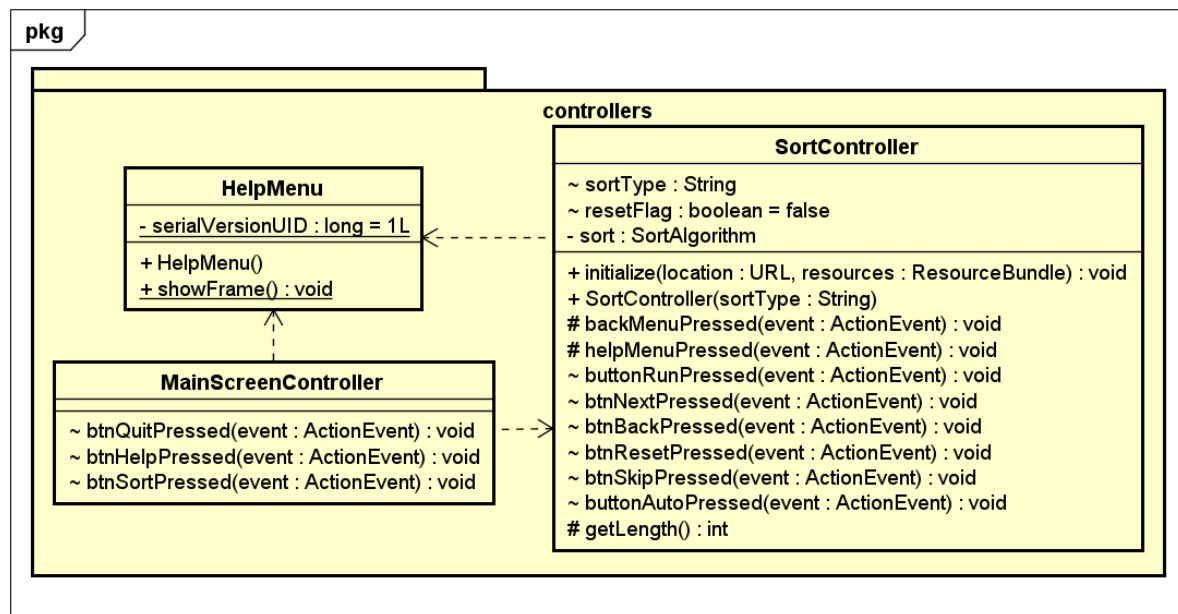 pkg
controllers
HelpMenu
- serialVersionUID : long = 1L
+ HelpMenu()
+ showFrame() : void
MainScreenController
~ btnQuitPressed(event : ActionEvent) : void
~ btnHelpPressed(event : ActionEvent) : void
~ btnSortPressed(event : ActionEvent) : void
SortController
~ sortType : String
~ resetFlag : boolean = false
- sort : SortAlgorithm
+ initialize(location : URL, resources : ResourceBundle) : void
+ SortController(sortType : String)
# backMenuPressed(event : ActionEvent) : void
# helpMenuPressed(event : ActionEvent) : void
~ buttonRunPressed(event : ActionEvent) : void
~ btnNextPressed(event : ActionEvent) : void
~ btnBackPressed(event : ActionEvent) : void
~ btnResetPressed(event : ActionEvent) : void
~ btnSkipPressed(event : ActionEvent) : void
~ buttonAutoPressed(event : ActionEvent) : void
# getLength() : int